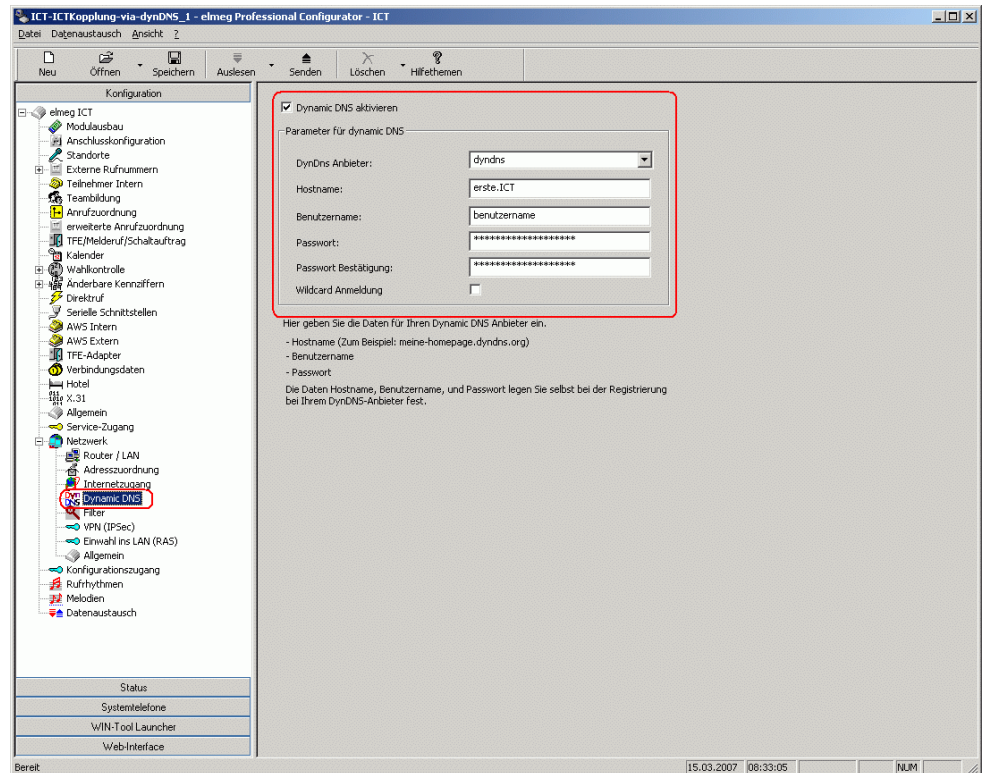 ICT-ICTKopplung-via-dynDNS_1 - elmeg Professional Configurator - ICT
Datei Datenaustausch Ansicht ?
Neu Öffnen Speichern Auslesen Senden Löschen Hilfethemen
Konfiguration
elmeg ICT
Modulausbau
Anschlusskonfiguration
Standorte
Externe Rufnummern
Teilnehmer Intern
Teambildung
Anrufzuordnung
erweiterte Anrufzuordnung
TFE/Melderuf/Schaltauftrag
Kalender
Wahlkontrolle
Änderbare Kennziffern
Direktruf
Serielle Schnittstellen
AWS Intern
AWS Extern
TFE-Adapter
Verbindungsdaten
Hotel
X.31
Allgemein
Service-Zugang
Netzwerk
Router / LAN
Adresszuordnung
Internetzugang
Dynamic DNS
Filter
VPN (IPSec)
Einwahl ins LAN (RAS)
Allgemein
Konfigurationszugang
Rufrhythmen
Melodien
Datenaustausch
Status
Systemtelefone
WIN-Tool Launcher
Web-Interface
Dynamic DNS aktivieren
Parameter für dynamic DNS
DynDns Anbieter: dyndns
Hostname: erste.ICT
Benutzername: benutzername
Passwort: *******************
Passwort Bestätigung: *******************
Wildcard Anmeldung
Hier geben Sie die Daten für Ihren Dynamic DNS Anbieter ein.
- Hostname (Zum Beispiel: meine-homepage.dyndns.org)
- Benutzername
- Passwort
Die Daten Hostname, Benutzername, und Passwort legen Sie selbst bei der Registrierung
bei Ihrem DynDNS-Anbieter fest.
Bereit 15.03.2007 08:33:05 NUM